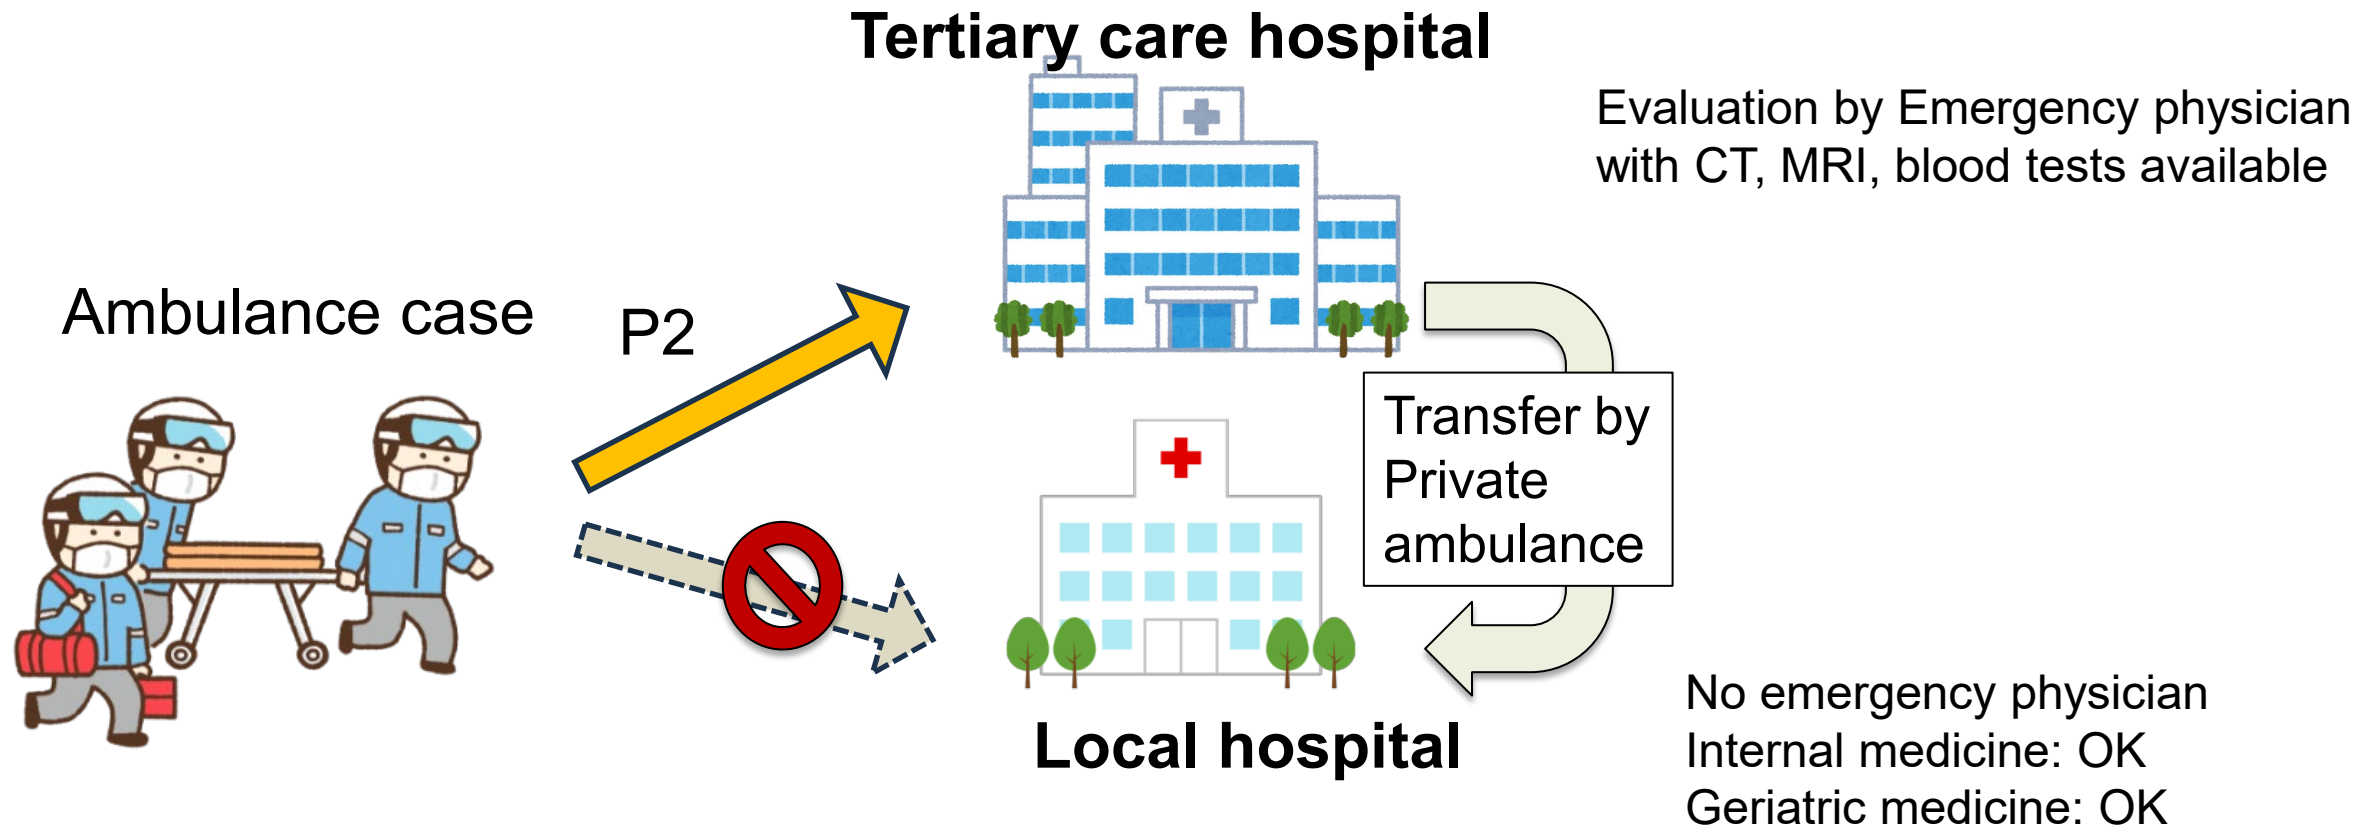 Tertiary care hospital
Evaluation by Emergency physician
with CT, MRI, blood tests available
Ambulance case
P2
Transfer by
Private
ambulance
Local hospital
No emergency physician
Internal medicine: OK
Geriatric medicine: OK